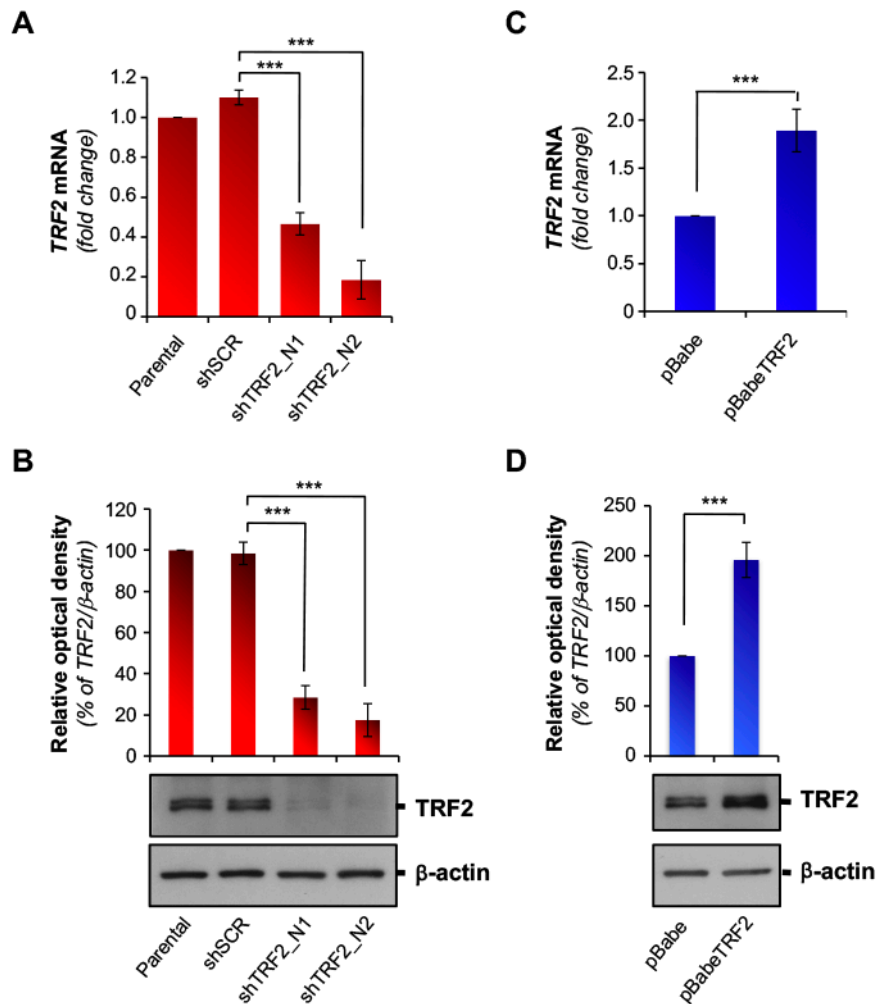 A
TRF2 mRNA
(fold change)
1.2
1.0
0.8
0.6
0.4
0.2
0
***
***
Parental
shSCR
shTRF2_N1
shTRF2_N2
C
TRF2 mRNA
(fold change)
2.5
2.0
1.5
1.0
0.5
0
***
pBabe
pBabeTRF2
B
Relative optical density
(% of TRF2/β-actin)
120
100
80
60
40
20
0
***
***
TRF2
β-actin
Parental
shSCR
shTRF2_N1
shTRF2_N2
D
Relative optical density
(% of TRF2/β-actin)
250
200
150
100
50
0
***
TRF2
β-actin
pBabe
pBabeTRF2